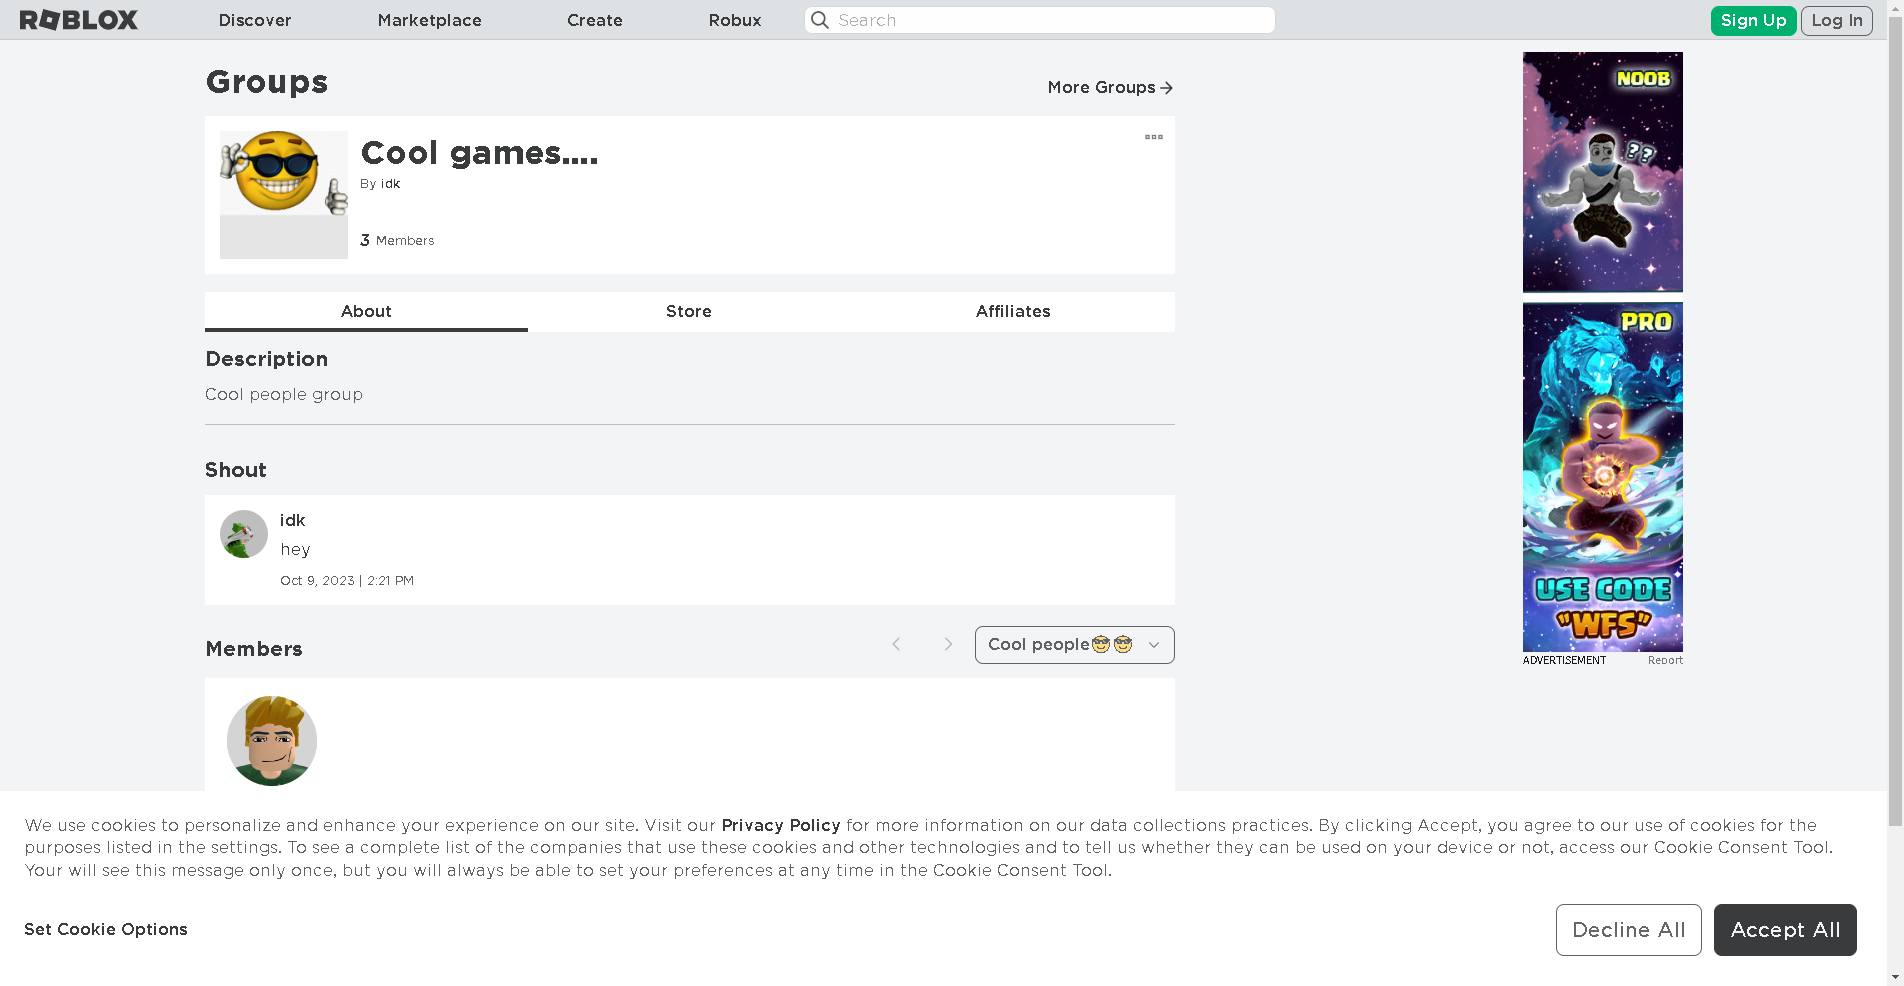 ROBLOX
Discover
Marketplace
Create
Robux
Search
Sign Up
Log In
Groups
More Groups
Cool games....
By idk
3 Members
About
Store
Affiliates
Description
Cool people group
Shout
idk
hey
Oct 9, 2023 | 2:21 PM
Members
Cool people😎😎
NOOB
??
PRO
USE CODE
"WFS"
ADVERTISEMENT
Report
We use cookies to personalize and enhance your experience on our site. Visit our Privacy Policy for more information on our data collections practices. By clicking Accept, you agree to our use of cookies for the
purposes listed in the settings. To see a complete list of the companies that use these cookies and other technologies and to tell us whether they can be used on your device or not, access our Cookie Consent Tool.
Your will see this message only once, but you will always be able to set your preferences at any time in the Cookie Consent Tool.
Set Cookie Options
Decline All
Accept All